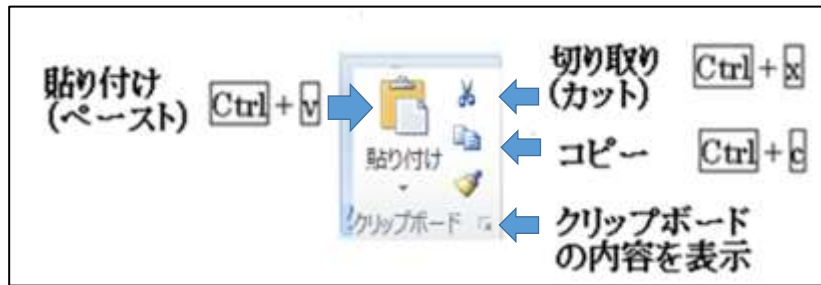 貼り付け
(ペースト) Ctrl + v
貼り付け
クリップボード
切り取り
(カット) Ctrl + x
コピー Ctrl + c
クリップボード
の内容を表示